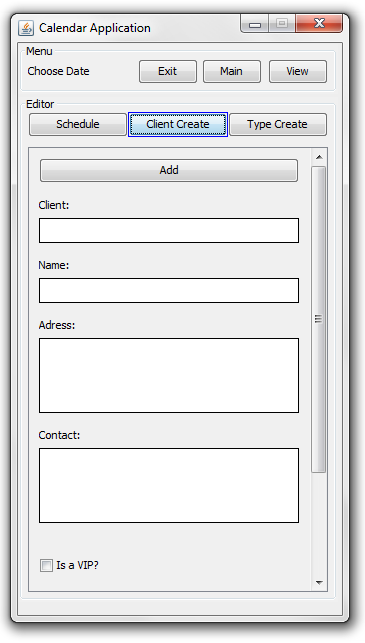 Calendar Application
Menu
Choose Date Exit Main View
Editor
Schedule Client Create Type Create
Add
Client:
Name:
Adress:
Contact:
Is a VIP?